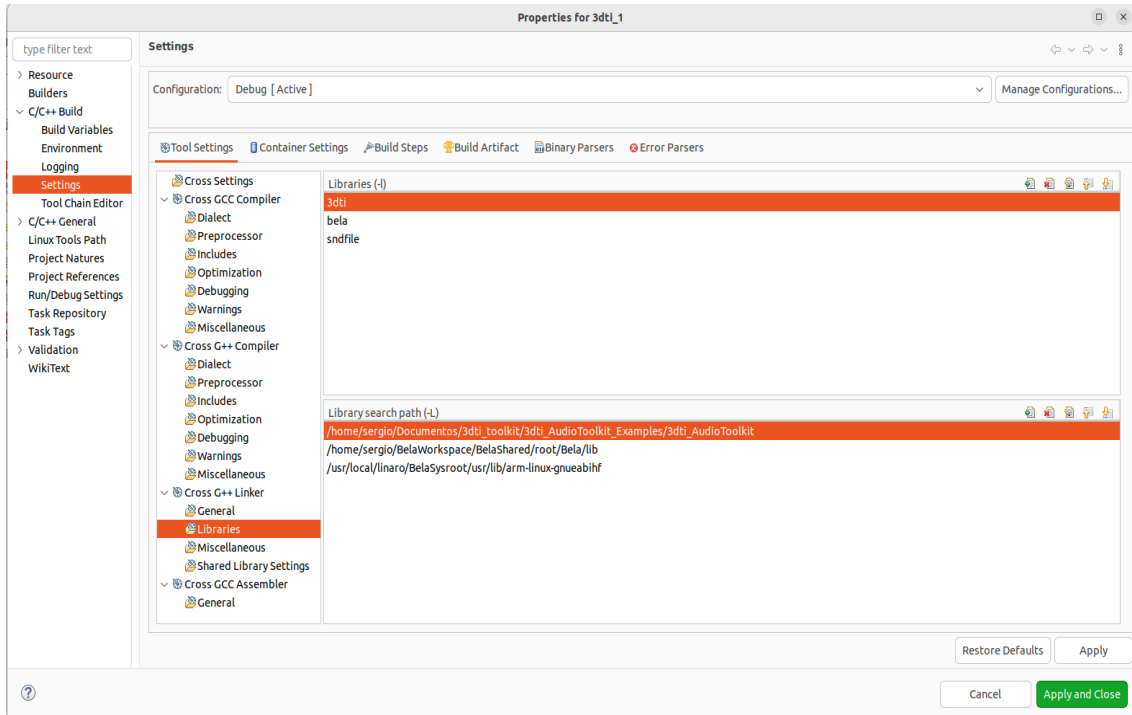 Properties for 3dti_1
type filter text
Resource
Builders
C/C++ Build
Build Variables
Environment
Logging
Settings
Tool Chain Editor
C/C++ General
Linux Tools Path
Project Natures
Project References
Run/Debug Settings
Task Repository
Task Tags
Validation
WikiText
Settings
Configuration: Debug [ Active ]
Manage Configurations...
Tool Settings Container Settings Build Steps Build Artifact Binary Parsers Error Parsers
Cross Settings
Cross GCC Compiler
Dialect
Preprocessor
Includes
Optimization
Debugging
Warnings
Miscellaneous
Cross G++ Compiler
Dialect
Preprocessor
Includes
Optimization
Debugging
Warnings
Miscellaneous
Cross G++ Linker
General
Libraries
Miscellaneous
Shared Library Settings
Cross GCC Assembler
General
Libraries (-l)
3dti
bela
sndfile
Library search path (-L)
/home/sergio/Documentos/3dti_toolkit/3dti_AudioToolkit_Examples/3dti_AudioToolkit
/home/sergio/BelaWorkspace/BelaShared/root/Bela/lib
/usr/local/linaro/BelaSysroot/usr/lib/arm-linux-gnueabihf
Restore Defaults Apply
Cancel Apply and Close